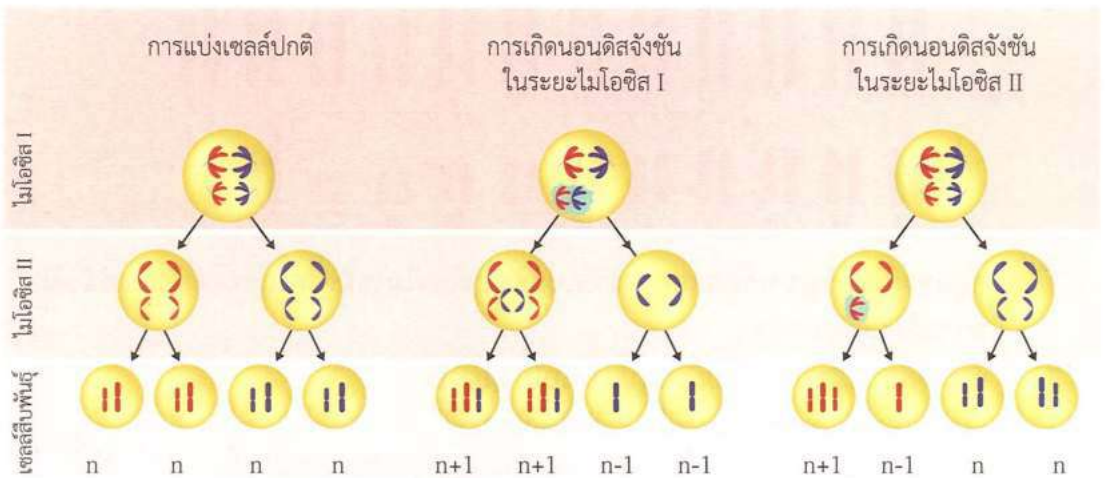 การแบ่งเซลล์ปกติ
การเกิดนอนดิสจังชัน
ในระยะไมโอซิส I
การเกิดนอนดิสจังชัน
ในระยะไมโอซิส II
ไมโอซิส I
ไมโอซิส II
เซลล์สืบพันธุ์
n n n n n+1 n+1 n-1 n-1 n+1 n-1 n n